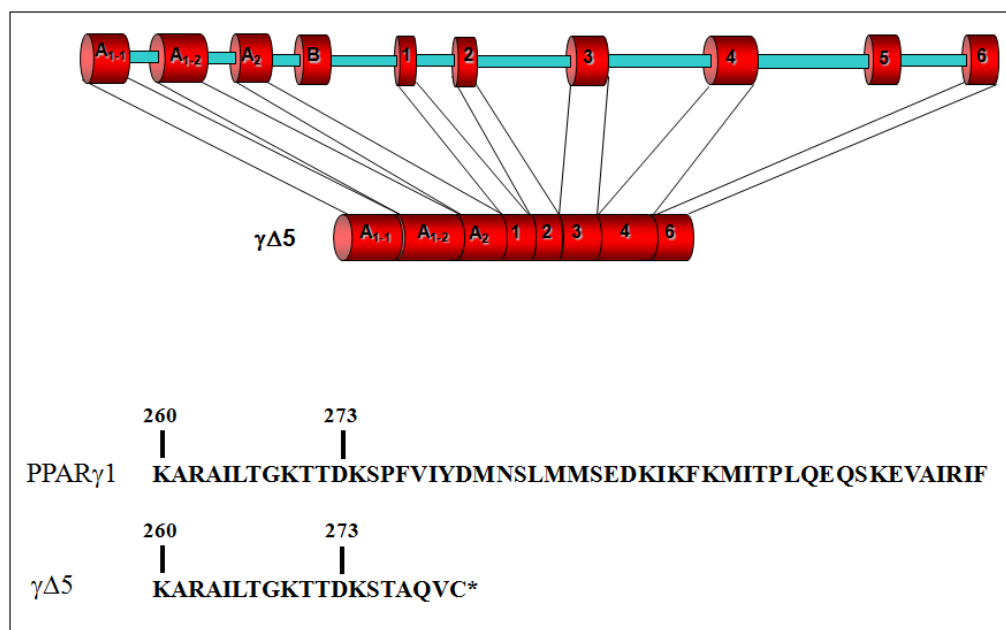 A1-1 A1-2 A2 B 1 2 3 4 5 6
γΔ5 A1-1 A1-2 A2 1 2 3 4 6
260 273
PPARγ1 KARAILTGKTTDKSPFVIYDMNSLMMSEDKIKFKMITPLQEQSKEVAIRIF
260 273
γΔ5 KARAILTGKTTDKSTAQVC*